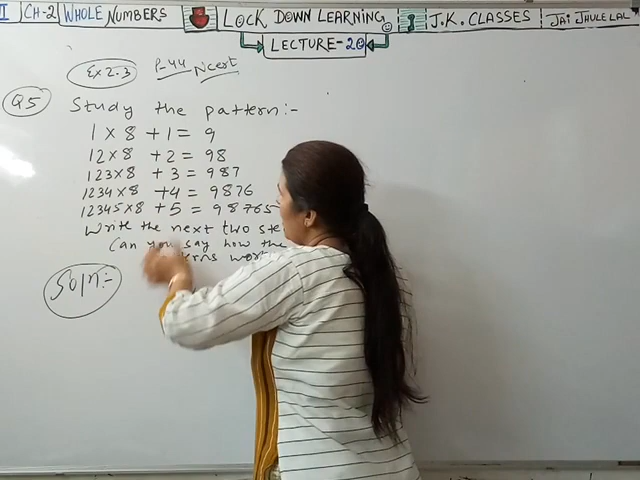 II CH-2 WHOLE NUMBERS LOCK DOWN LEARNING J.K. CLASSES JAI JHULELAL
LECTURE-20
Ex 2.3 P-44 Ncert
Q5 Study the pattern:-
1 x 8 + 1 = 9
12 x 8 + 2 = 98
123 x 8 + 3 = 987
1234 x 8 + 4 = 9876
12345 x 8 + 5 = 98765
Write the next two
Can you say how the
Soln:-